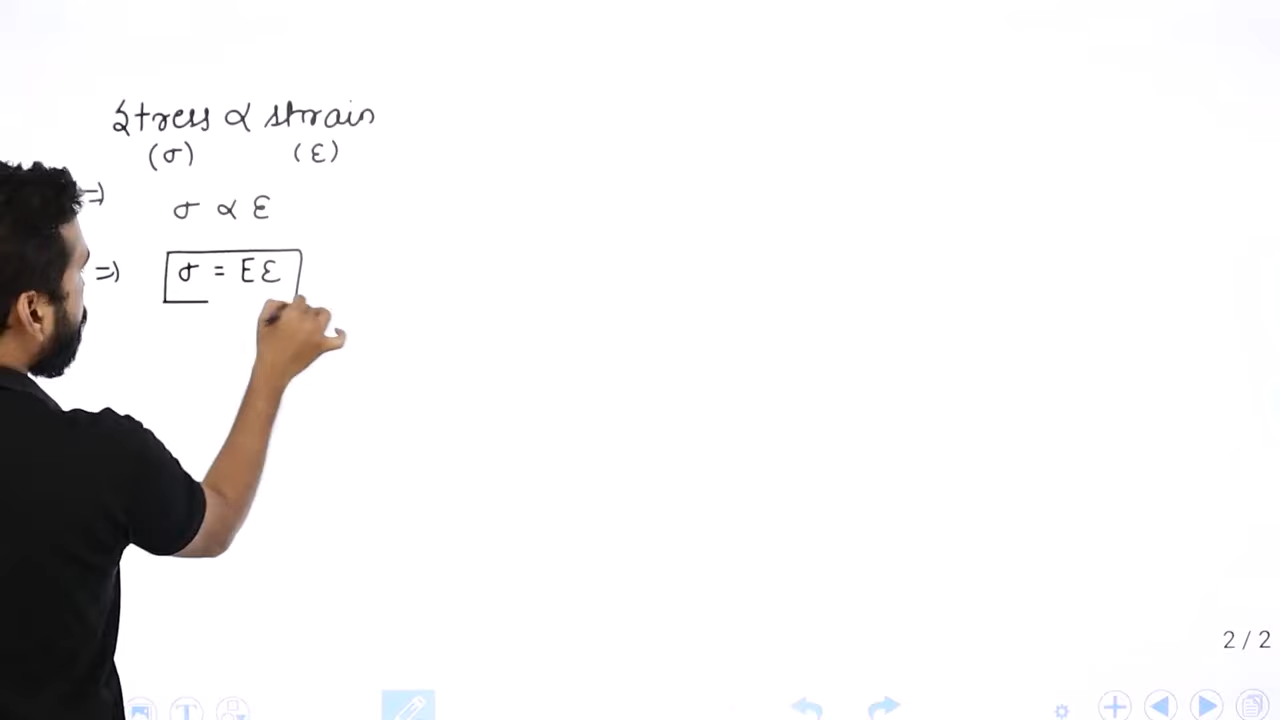 Stress ∝ strain
(σ) (ε)
=) σ ∝ ε
=) σ = Eε
2 / 2
T